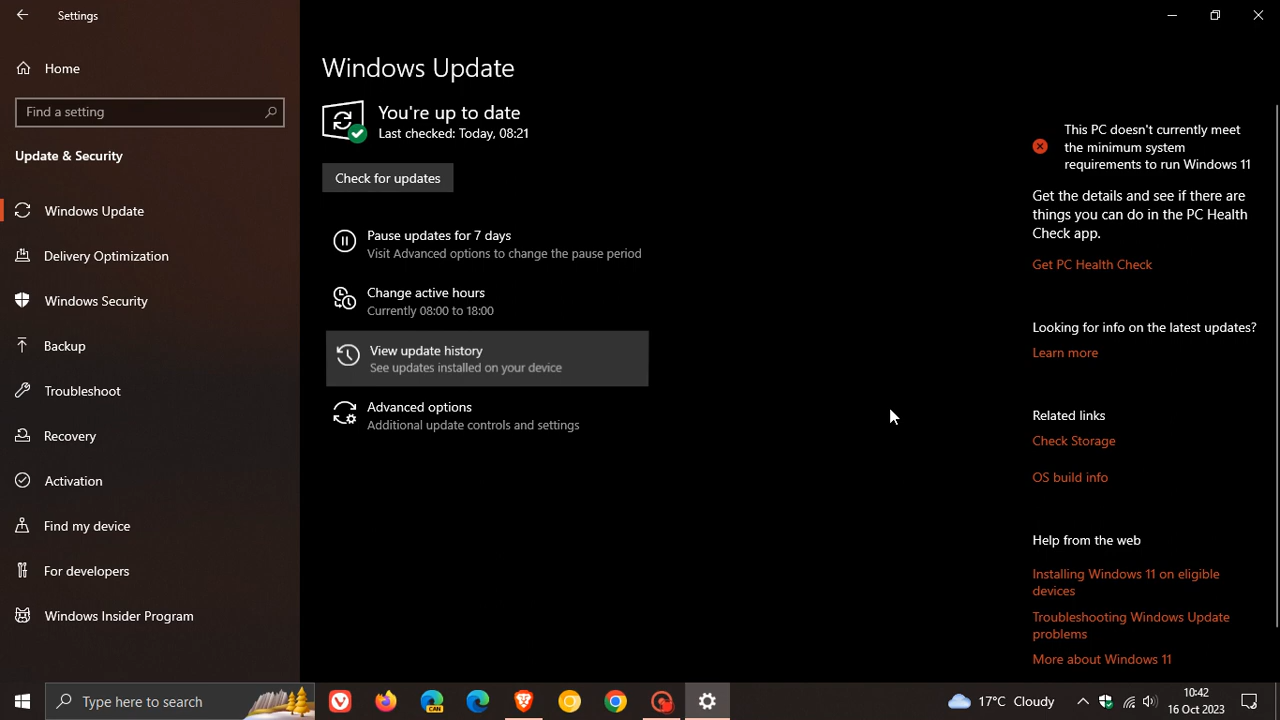 Settings
Home
Find a setting
Update & Security
Windows Update
Delivery Optimization
Windows Security
Backup
Troubleshoot
Recovery
Activation
Find my device
For developers
Windows Insider Program
Windows Update
You're up to date
Last checked: Today, 08:21
Check for updates
Pause updates for 7 days
Visit Advanced options to change the pause period
Change active hours
Currently 08:00 to 18:00
View update history
See updates installed on your device
Advanced options
Additional update controls and settings
This PC doesn't currently meet
the minimum system
requirements to run Windows 11
Get the details and see if there are
things you can do in the PC Health
Check app.
Get PC Health Check
Looking for info on the latest updates?
Learn more
Related links
Check Storage
OS build info
Help from the web
Installing Windows 11 on eligible
devices
Troubleshooting Windows Update
problems
More about Windows 11
Type here to search
CAN
17°C Cloudy
10:42
16 Oct 2023